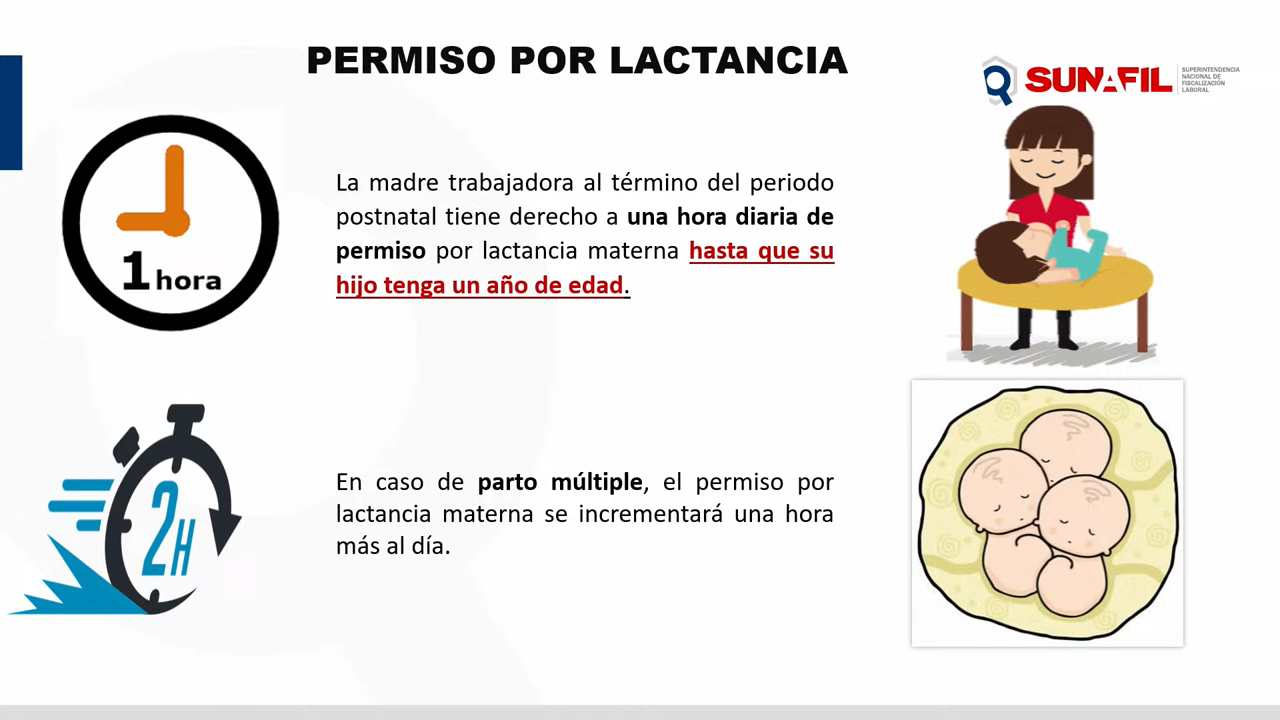 PERMISO POR LACTANCIA
SUNAFIL
SUPERINTENDENCIA
NACIONAL DE
FISCALIZACIÓN
LABORAL
1 hora
La madre trabajadora al término del periodo
postnatal tiene derecho a una hora diaria de
permiso por lactancia materna hasta que su
hijo tenga un año de edad.
2H
En caso de parto múltiple, el permiso por
lactancia materna se incrementará una hora
más al día.